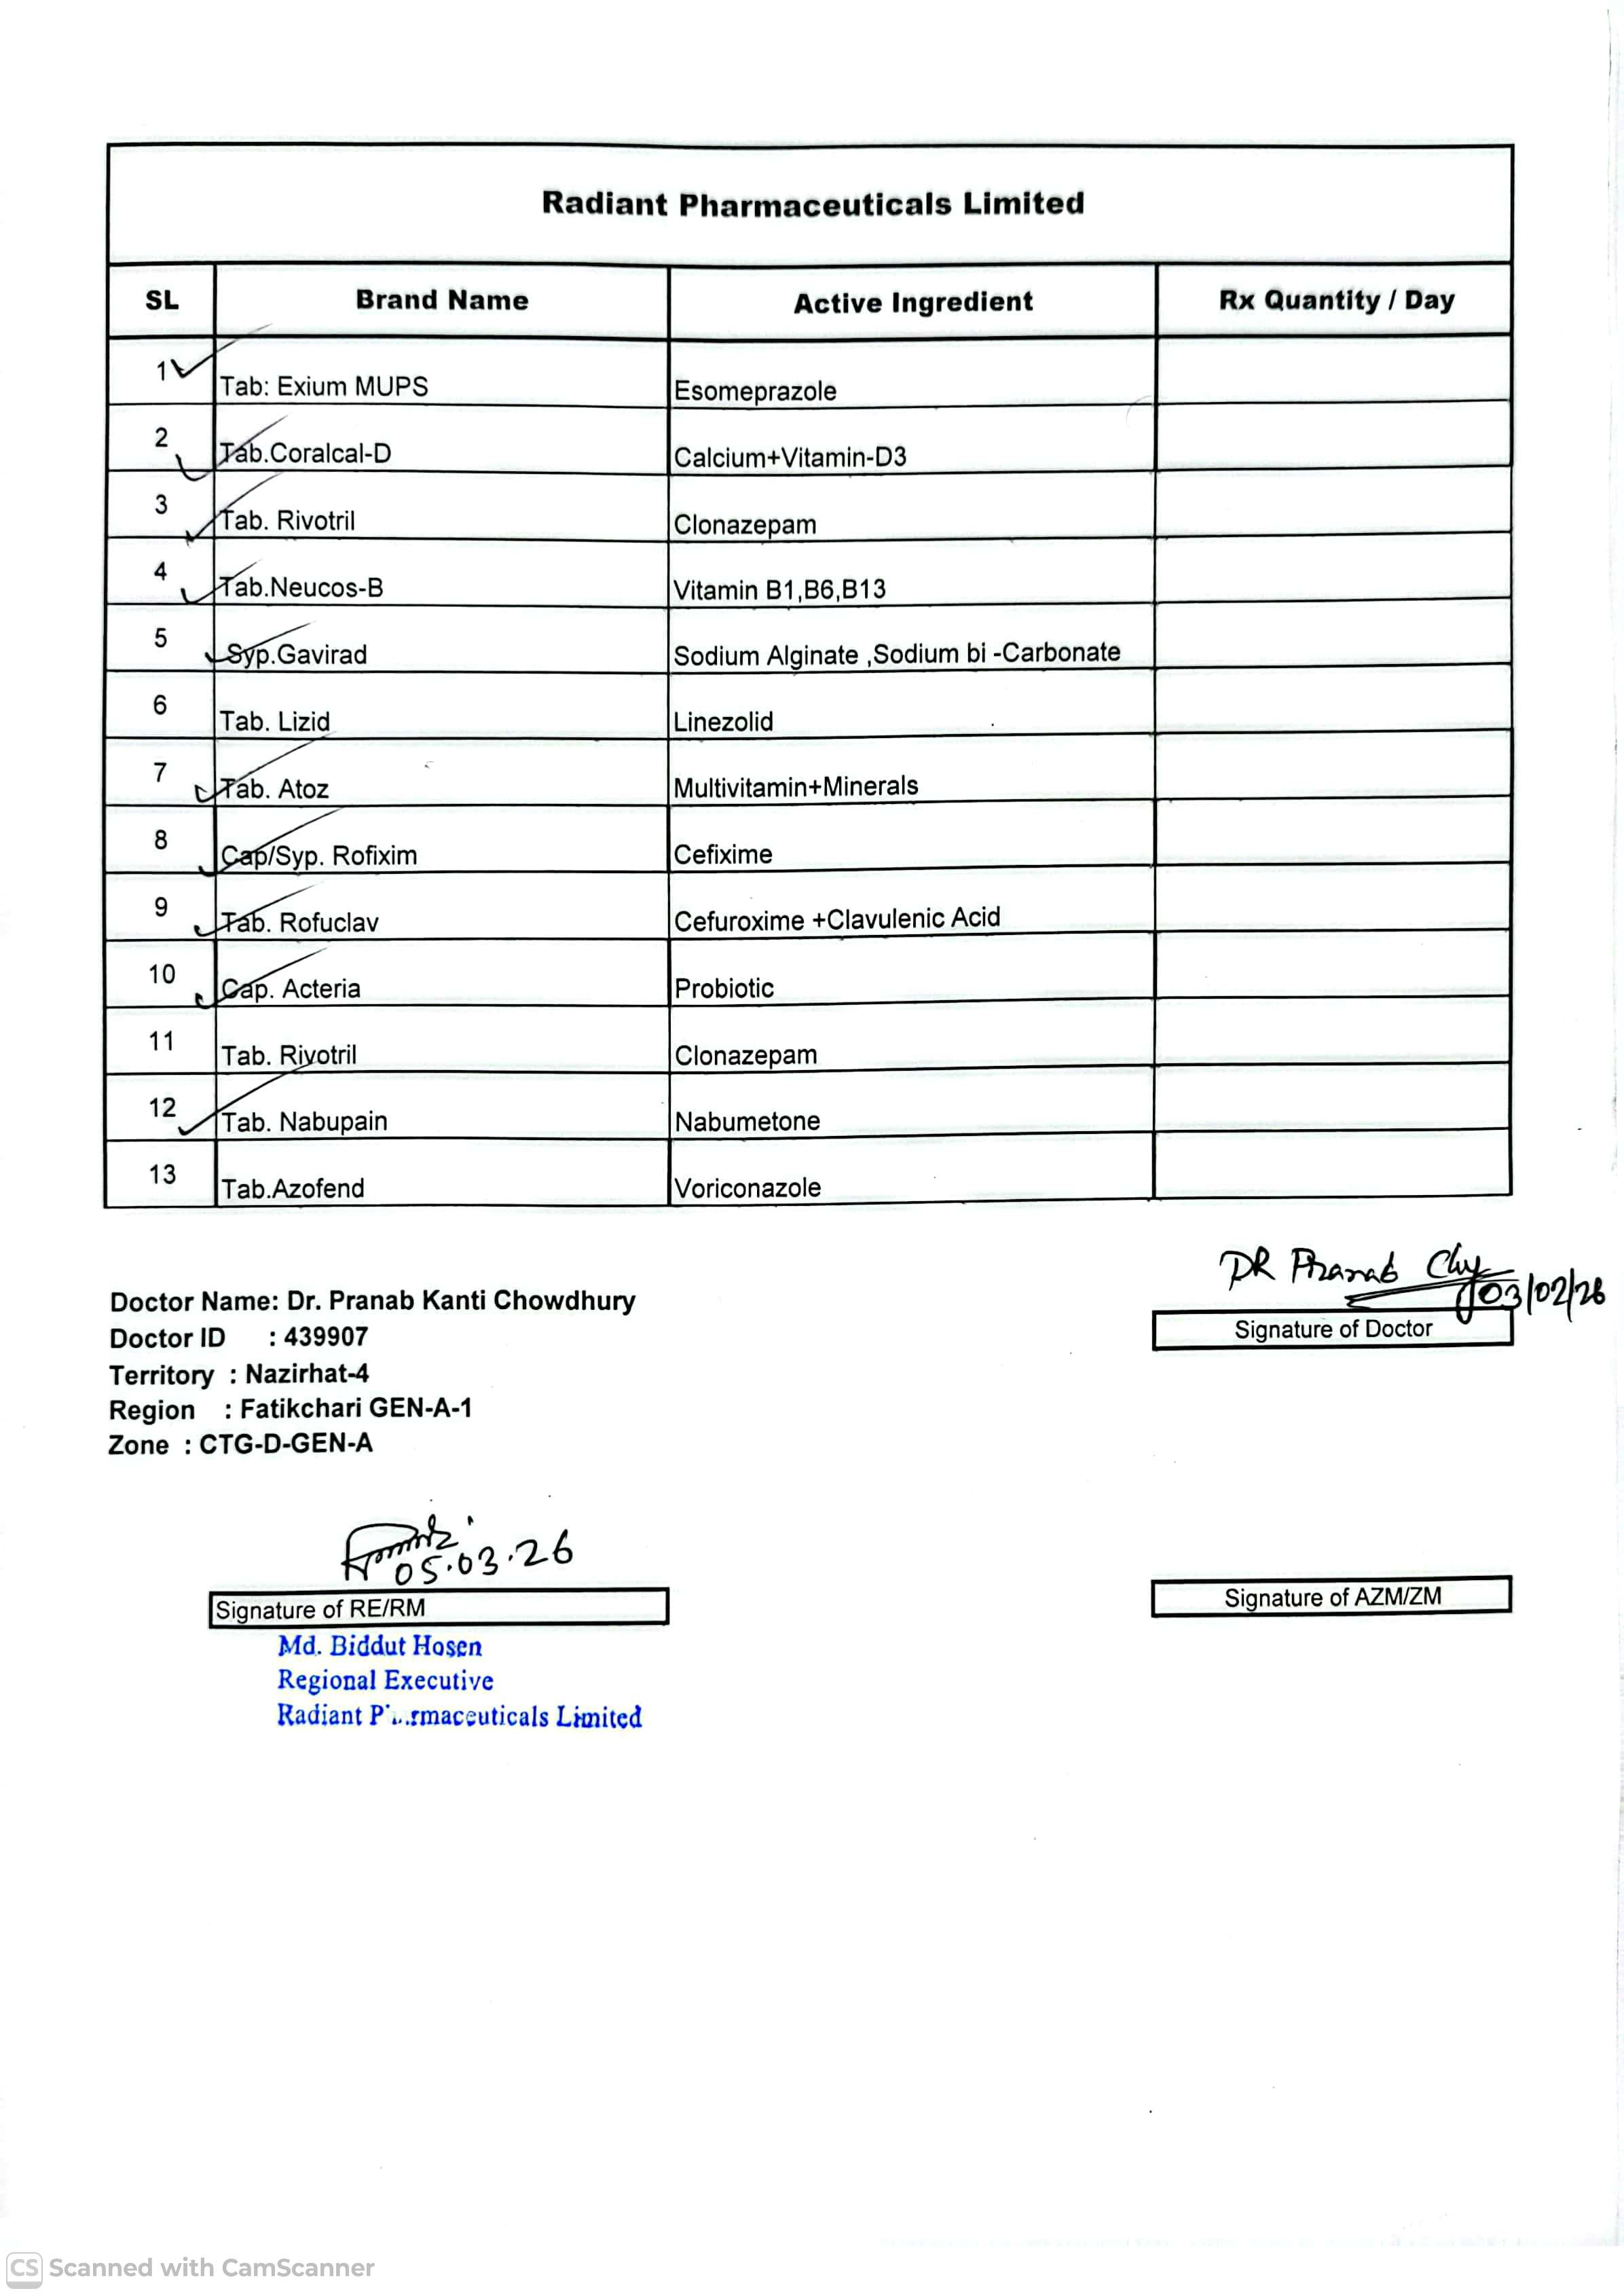 Radiant Pharmaceuticals Limited
SL Brand Name Active Ingredient Rx Quantity / Day
1 Tab: Exium MUPS Esomeprazole
2 Tab.Coralcal-D Calcium+Vitamin-D3
3 Tab. Rivotril Clonazepam
4 Tab.Neucos-B Vitamin B1,B6,B13
5 Syp.Gavirad Sodium Alginate ,Sodium bi -Carbonate
6 Tab. Lizid Linezolid
7 Tab. Atoz Multivitamin+Minerals
8 Cap/Syp. Rofixim Cefixime
9 Tab. Rofuclav Cefuroxime +Clavulenic Acid
10 Cap. Acteria Probiotic
11 Tab. Rivotril Clonazepam
12 Tab. Nabupain Nabumetone
13 Tab.Azofend Voriconazole
DR Pranab Chy
03/02/26
Signature of Doctor
Doctor Name: Dr. Pranab Kanti Chowdhury
Doctor ID : 439907
Territory : Nazirhat-4
Region : Fatikchari GEN-A-1
Zone : CTG-D-GEN-A
05.03.26
Signature of RE/RM
Signature of AZM/ZM
Md. Biddut Hosen
Regional Executive
Radiant Pharmaceuticals Limited
CS Scanned with CamScanner